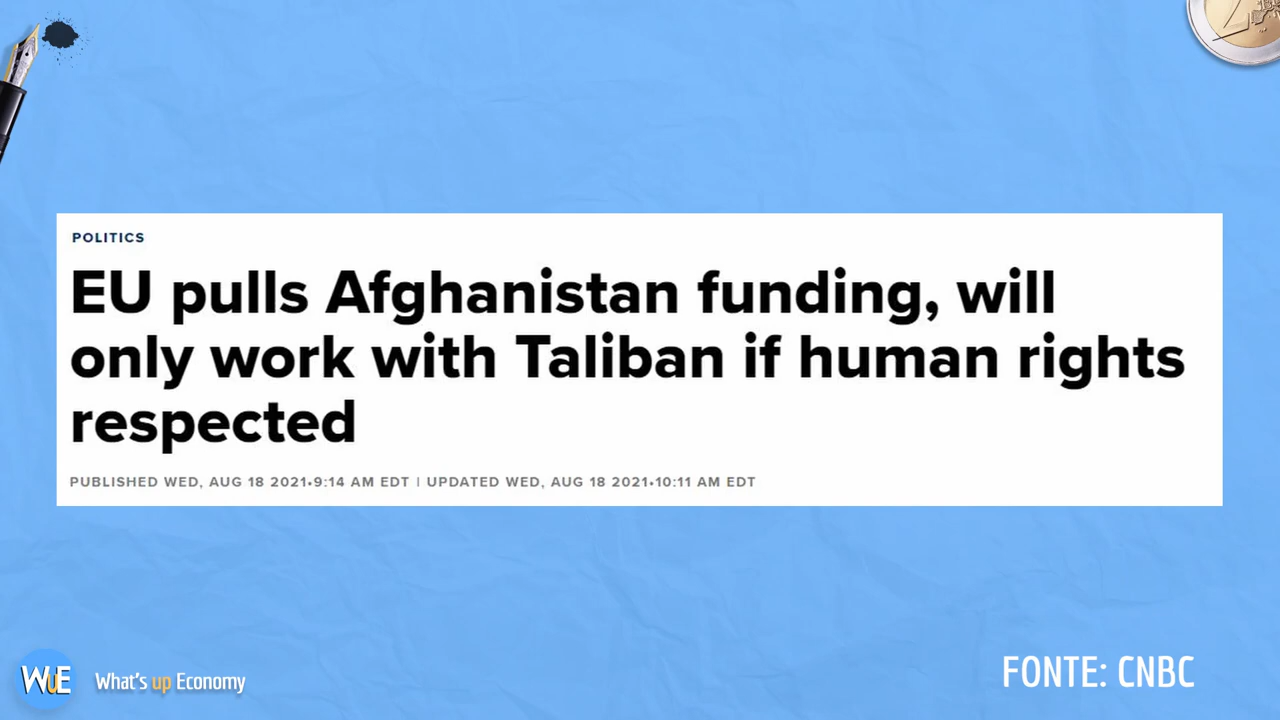 POLITICS
EU pulls Afghanistan funding, will
only work with Taliban if human rights
respected
PUBLISHED WED, AUG 18 2021•9:14 AM EDT | UPDATED WED, AUG 18 2021•10:11 AM EDT
WuE What's up Economy
FONTE: CNBC
2